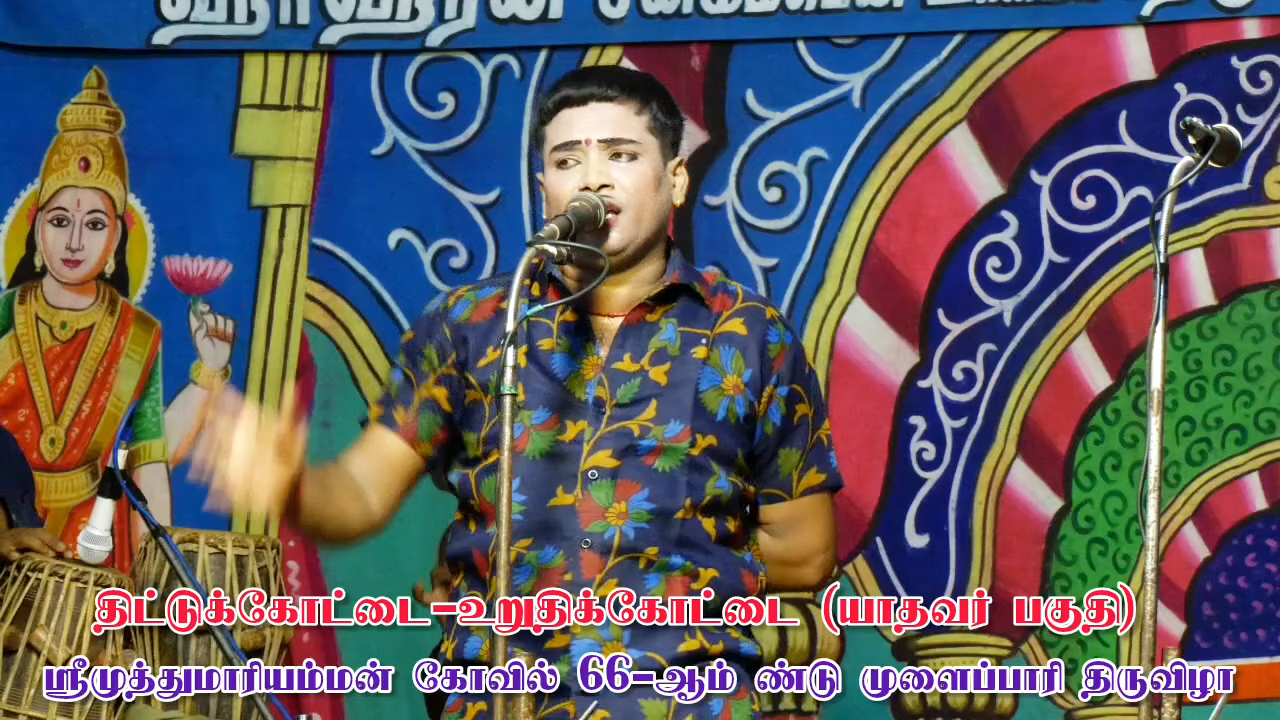 திட்டுக்கோட்டை-உறுதிக்கோட்டை (யாதவர் பகுதி)
ஸ்ரீமுத்துமாரியம்மன் கோவில் 66-ஆம் ண்டு முளைப்பாரி திருவிழா